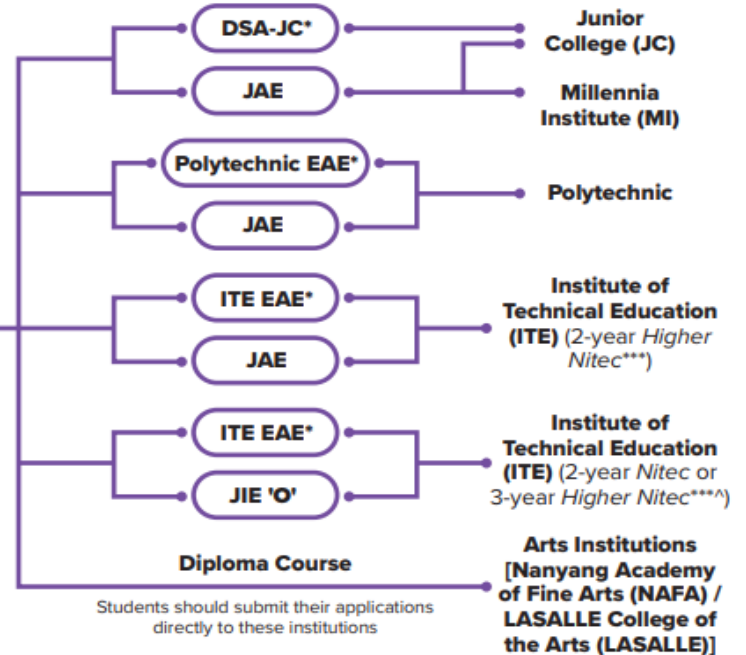 DSA-JC*
Junior
College (JC)
JAE
Millennia
Institute (MI)
Polytechnic EAE*
JAE
Polytechnic
ITE EAE*
JAE
Institute of
Technical Education
(ITE) (2-year Higher
Nitec***)
ITE EAE*
JIE 'O'
Institute of
Technical Education
(ITE) (2-year Nitec or
3-year Higher Nitec***^)
Diploma Course
Students should submit their applications
directly to these institutions
Arts Institutions
[Nanyang Academy
of Fine Arts (NAFA) /
LASALLE College of
the Arts (LASALLE)]